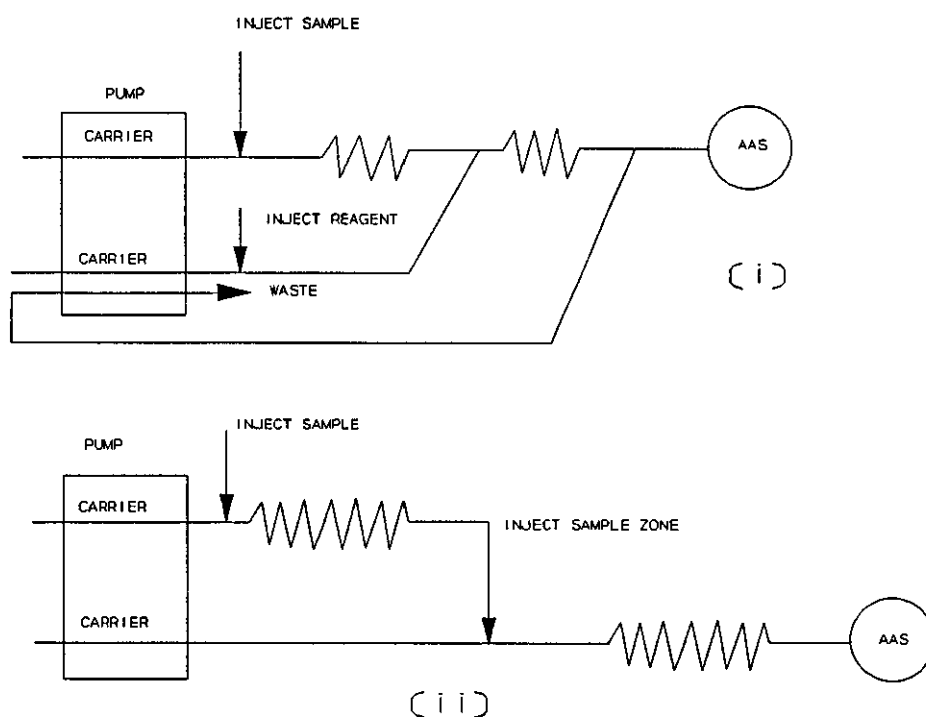 INJECT SAMPLE
PUMP
CARRIER
AAS
INJECT REAGENT
CARRIER
WASTE
(i)
INJECT SAMPLE
PUMP
CARRIER
INJECT SAMPLE ZONE
CARRIER
AAS
(ii)